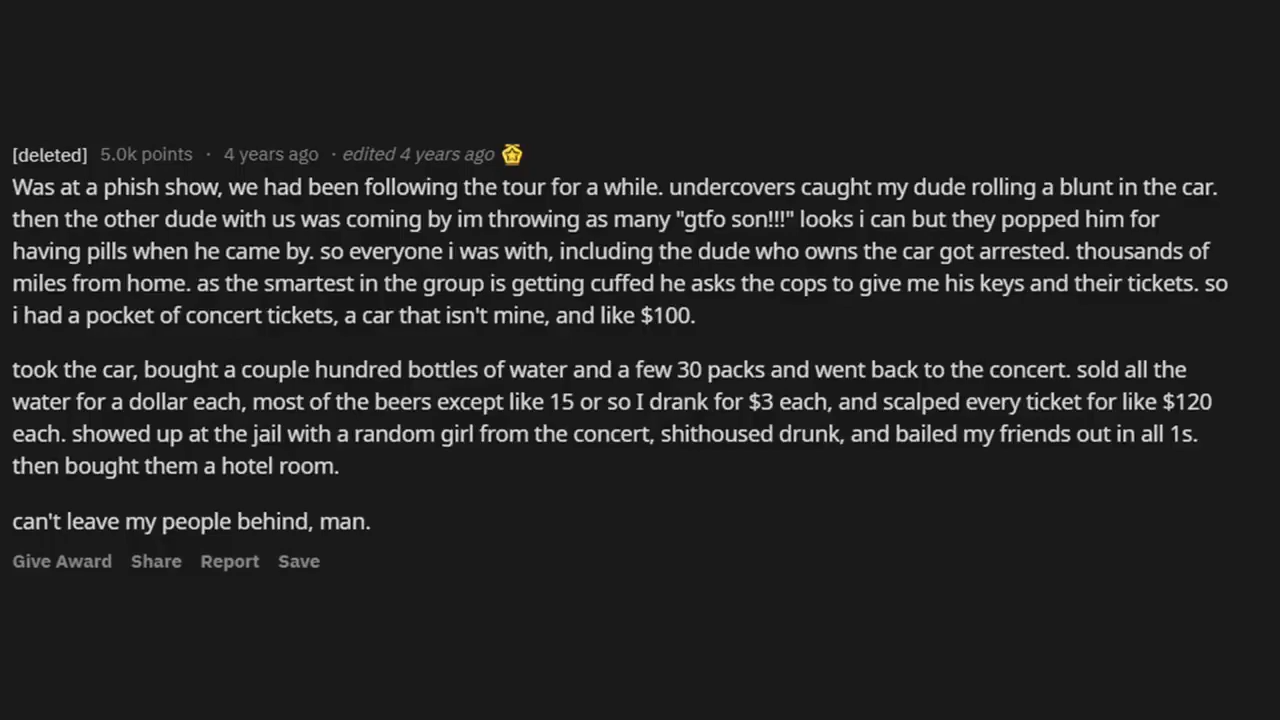 [deleted] 5.0k points · 4 years ago · edited 4 years ago
Was at a phish show, we had been following the tour for a while. undercovers caught my dude rolling a blunt in the car.
then the other dude with us was coming by im throwing as many "gtfo son!!!" looks i can but they popped him for
having pills when he came by. so everyone i was with, including the dude who owns the car got arrested. thousands of
miles from home. as the smartest in the group is getting cuffed he asks the cops to give me his keys and their tickets. so
i had a pocket of concert tickets, a car that isn't mine, and like $100.
took the car, bought a couple hundred bottles of water and a few 30 packs and went back to the concert. sold all the
water for a dollar each, most of the beers except like 15 or so I drank for $3 each, and scalped every ticket for like $120
each. showed up at the jail with a random girl from the concert, shithoused drunk, and bailed my friends out in all 1s.
then bought them a hotel room.
can't leave my people behind, man.
Give Award Share Report Save